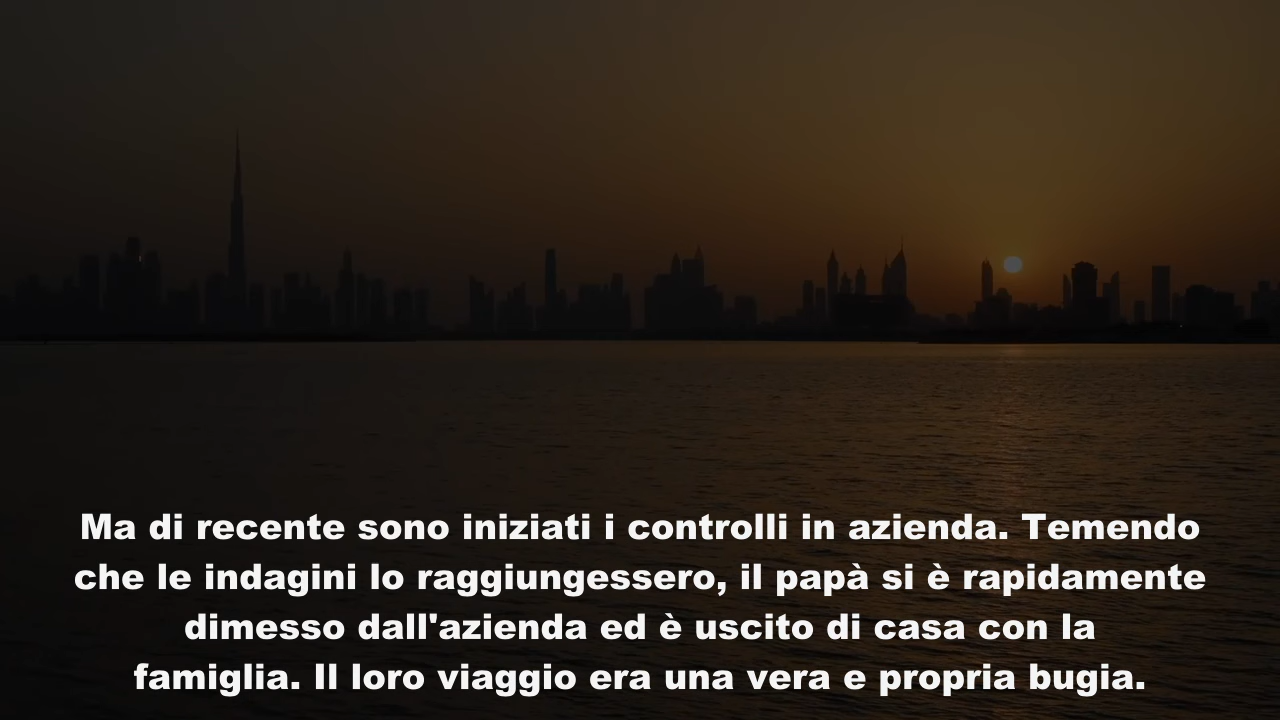 Ma di recente sono iniziati i controlli in azienda. Temendo
che le indagini lo raggiungessero, il papà si è rapidamente
dimesso dall'azienda ed è uscito di casa con la
famiglia. Il loro viaggio era una vera e propria bugia.